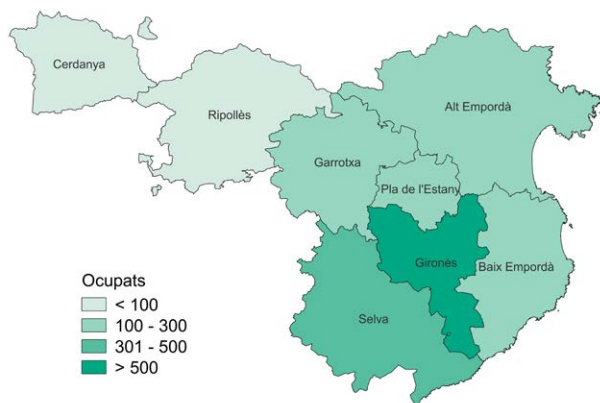 Cerdanya
Ripollès
Alt Empordà
Garrotxa
Pla de l'Estany
Gironès
Baix Empordà
Selva
Ocupats
< 100
100 - 300
301 - 500
> 500